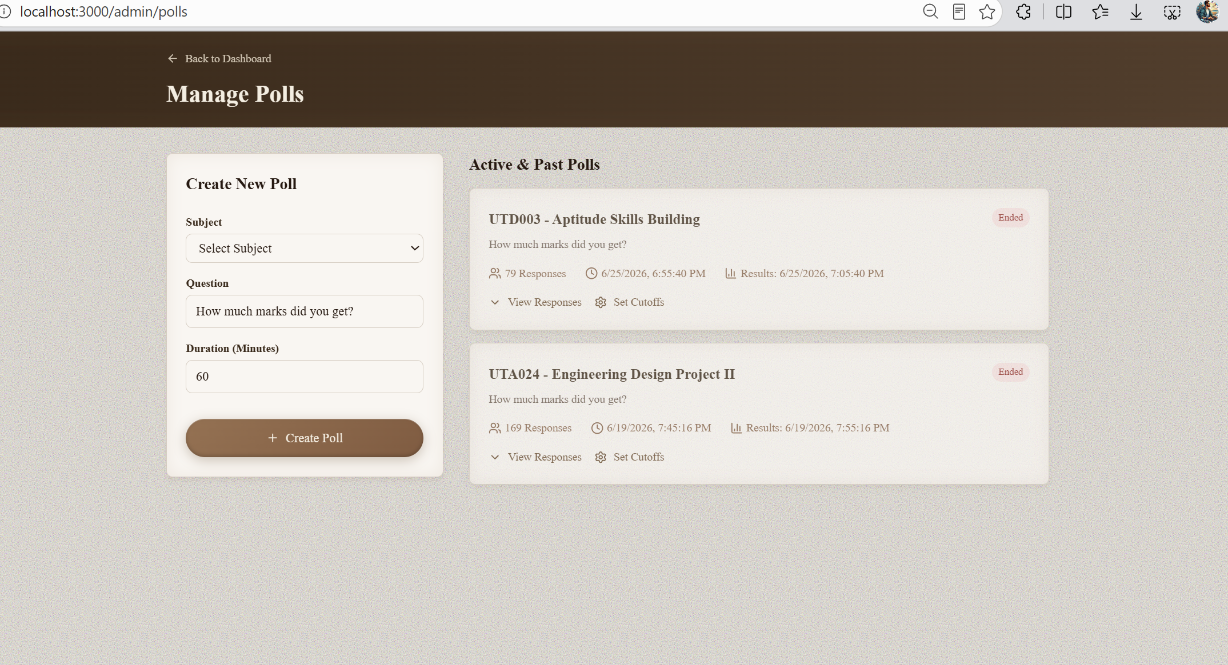 localhost:3000/admin/polls
Back to Dashboard
Manage Polls
Create New Poll
Subject
Select Subject
Question
How much marks did you get?
Duration (Minutes)
60
+ Create Poll
Active & Past Polls
UTD003 - Aptitude Skills Building
Ended
How much marks did you get?
79 Responses 6/25/2026, 6:55:40 PM Results: 6/25/2026, 7:05:40 PM
View Responses Set Cutoffs
UTA024 - Engineering Design Project II
Ended
How much marks did you get?
169 Responses 6/19/2026, 7:45:16 PM Results: 6/19/2026, 7:55:16 PM
View Responses Set Cutoffs